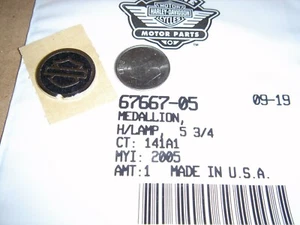 HARLEY-DAVIDSON
MOTOR PARTS
67667-05 09-19
MEDALLION,
H/LAMP, 5 3/4
CT: 141A1
MYI: 2005
AMT:1 MADE IN U.S.A.